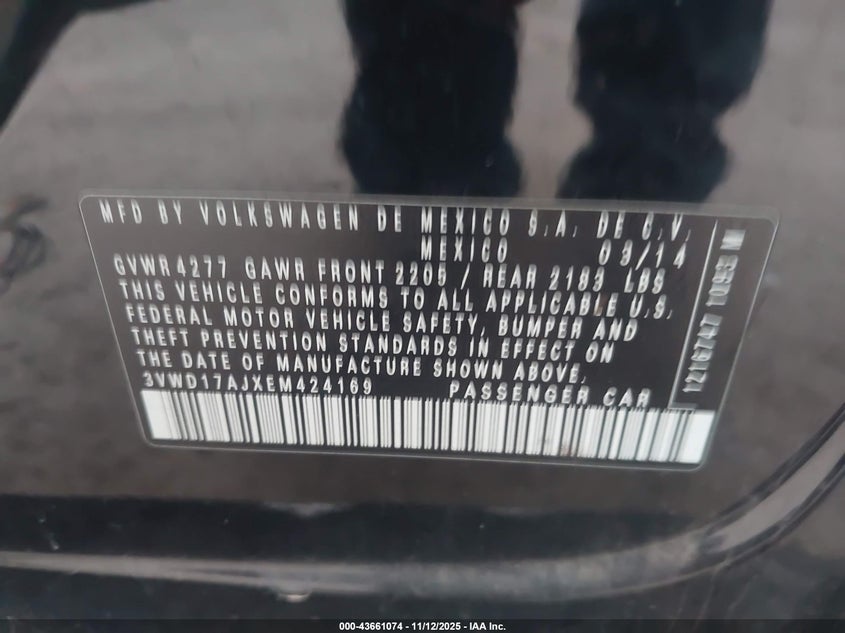 MFD BY VOLKSWAGEN DE MEXICO S.A. DE C.V.
MEXICO 03/14
GVWR 4277 GAWR FRONT 2205 / REAR 2183 LBS
THIS VEHICLE CONFORMS TO ALL APPLICABLE U.S.
FEDERAL MOTOR VEHICLE SAFETY, BUMPER AND
THEFT PREVENTION STANDARDS IN EFFECT ON
THE DATE OF MANUFACTURE SHOWN ABOVE.
3VWD17AJXEM424169 PASSENGER CAR
000-43661074 - 11/12/2025 - IAA Inc.